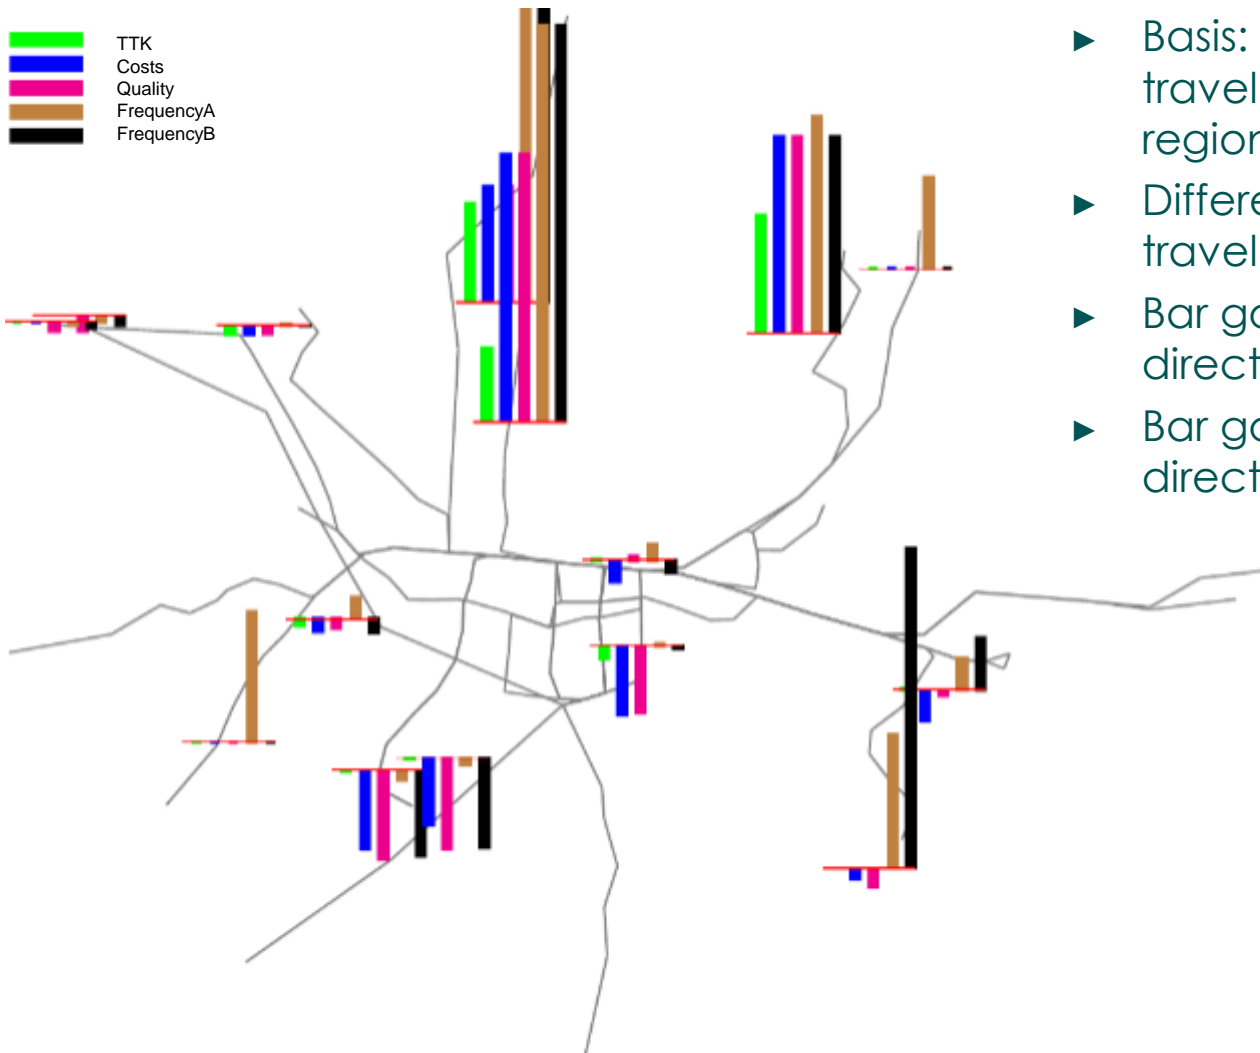 TTK
Costs
Quality
FrequencyA
FrequencyB
► Basis:
travel
region
► Differe
travel
► Bar go
direct
► Bar go
direct